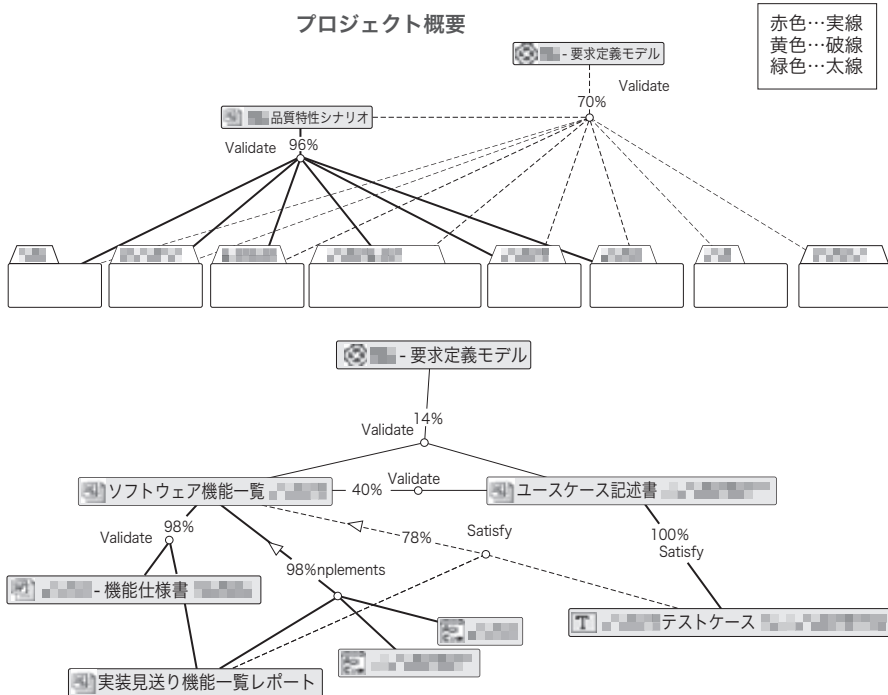 プロジェクト概要
赤色…実線
黄色…破線
緑色…太線
- 要求定義モデル
Validate
70%
品質特性シナリオ
Validate 96%
- 要求定義モデル
14%
Validate
ソフトウェア機能一覧
40%
Validate
ユースケース記述書
Validate 98%
78%
Satisfy
100%
Satisfy
98%nplements
- 機能仕様書
テストケース
実装見送り機能一覧レポート